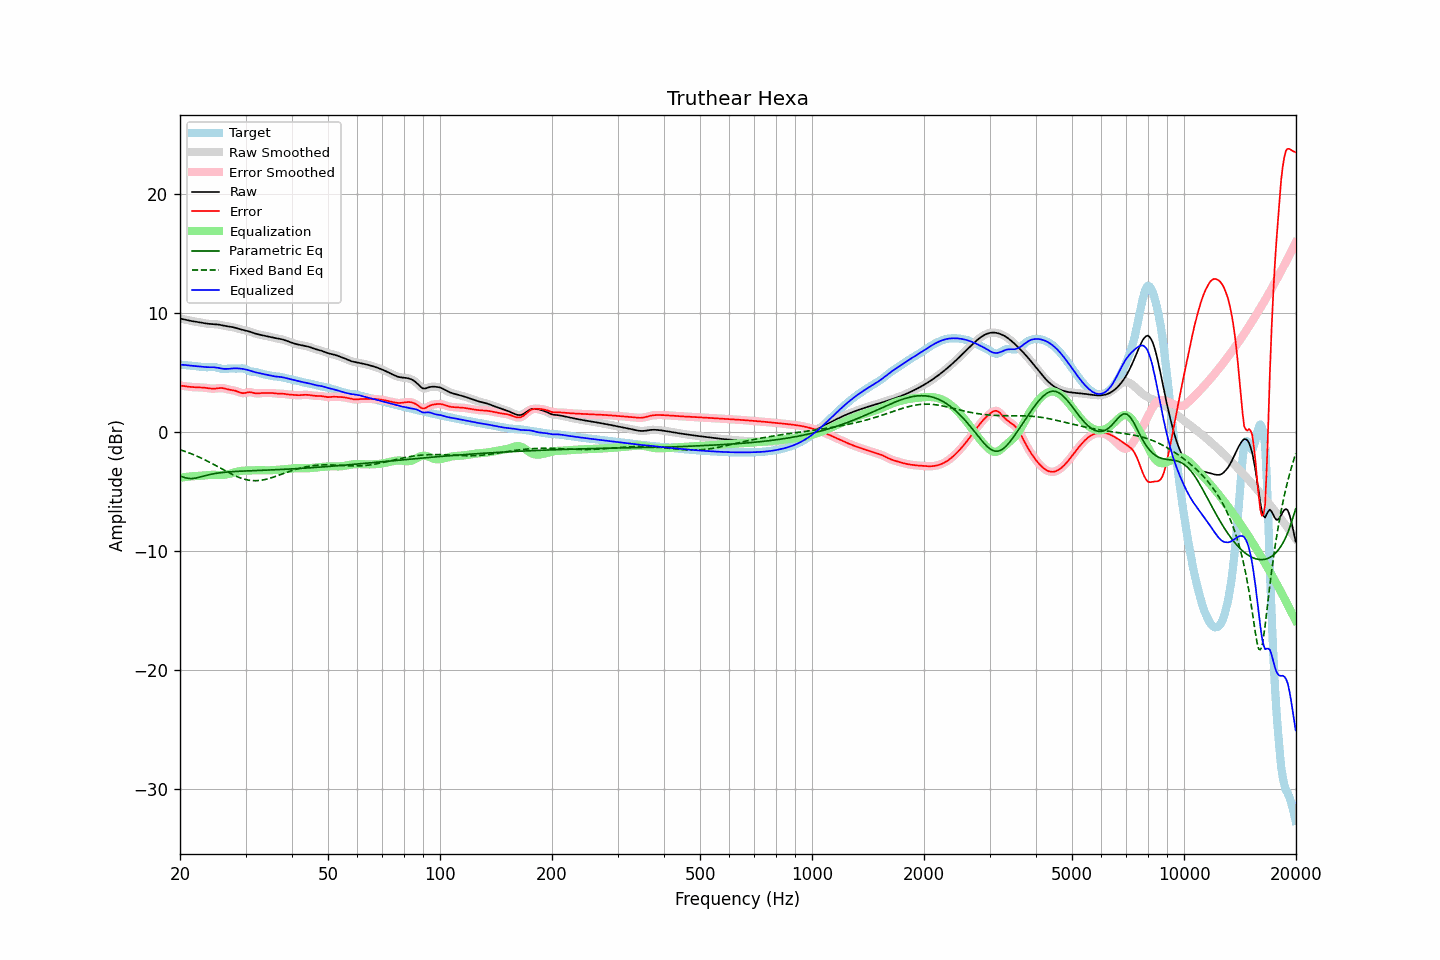 Truthear Hexa
Target
Raw Smoothed
Error Smoothed
Raw
Error
Equalization
Parametric Eq
Fixed Band Eq
Equalized
Amplitude (dBr)
20
10
0
−10
−20
−30
20
50
100
200
500
1000
2000
5000
10000
20000
Frequency (Hz)